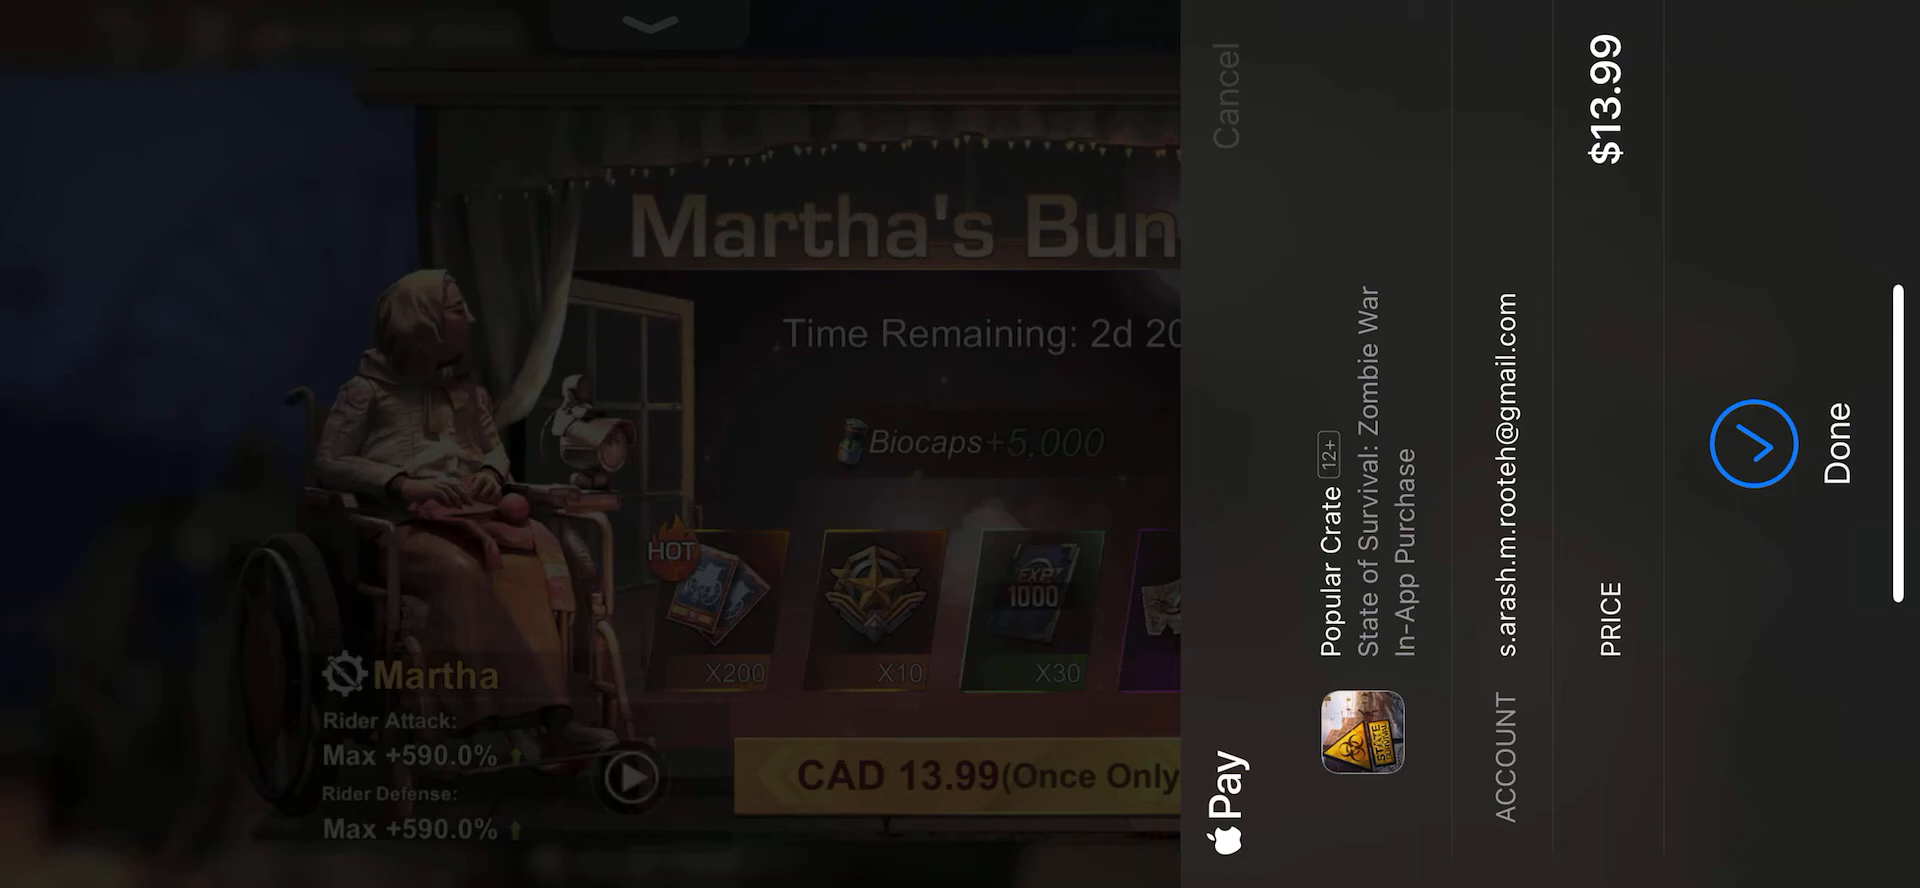 Martha's Bun
Time Remaining: 2d 20
Biocaps+5,000
HOT
X200
X10
EXP
1000
X30
Martha
Rider Attack:
Max +590.0%
Rider Defense:
Max +590.0%
CAD 13.99(Once Only
Pay
Cancel
Popular Crate 12+
State of Survival: Zombie War
In-App Purchase
ACCOUNT s.arash.m.rooteh@gmail.com
PRICE $13.99
Done